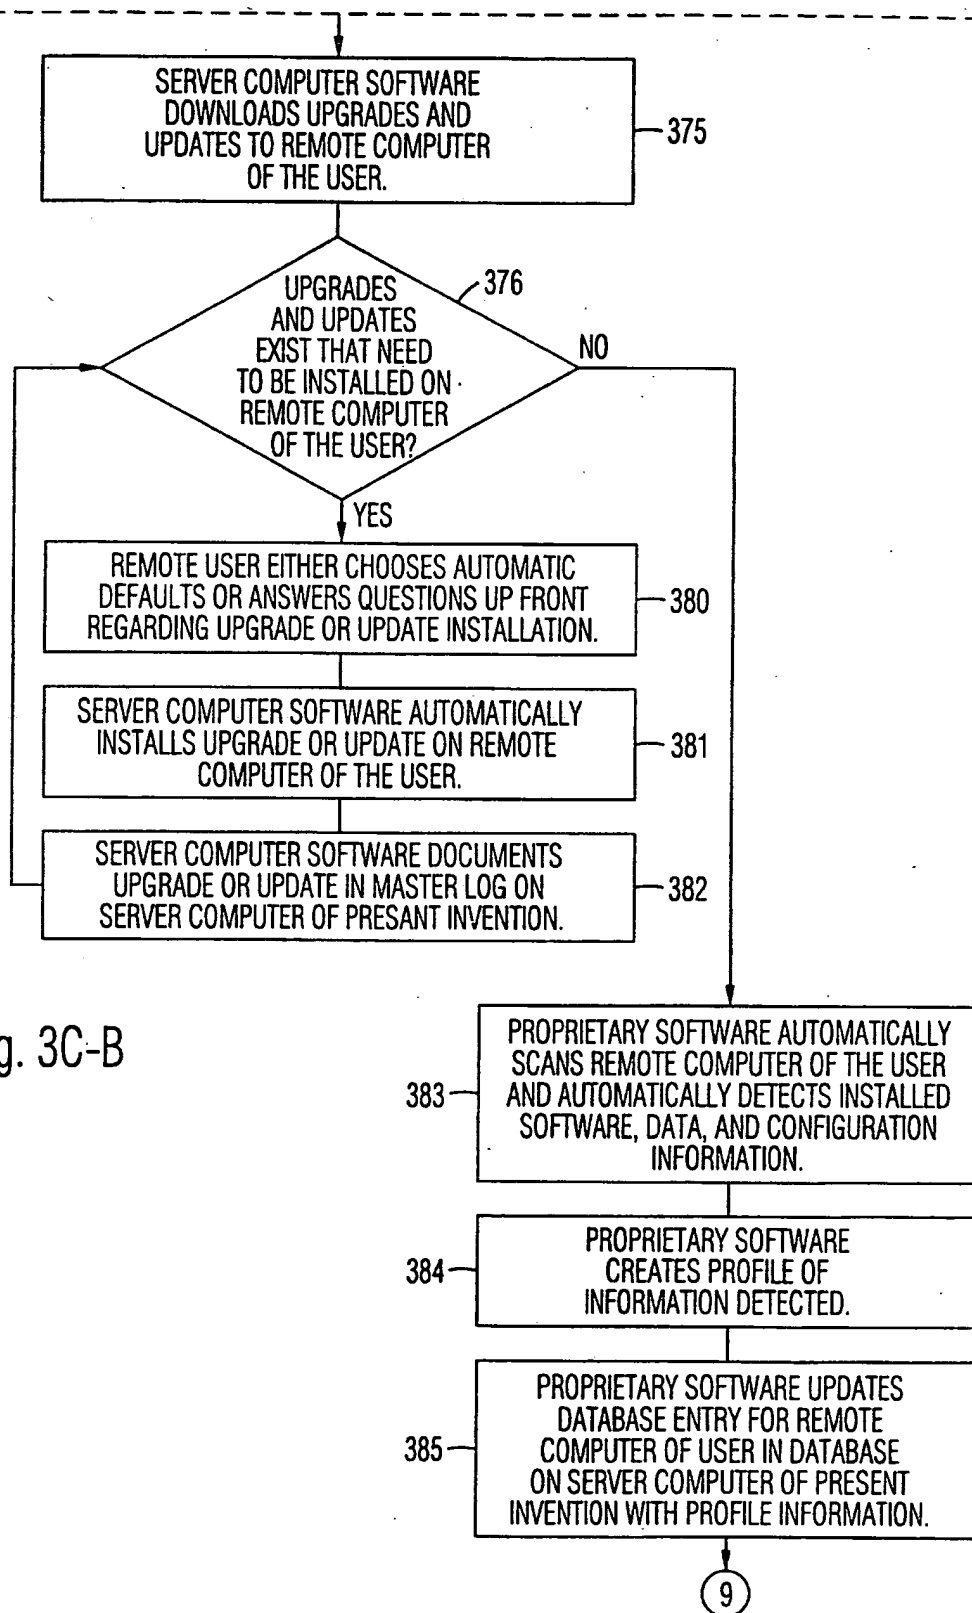 SERVER COMPUTER SOFTWARE
DOWNLOADS UPGRADES AND
UPDATES TO REMOTE COMPUTER
OF THE USER.
375
UPGRADES
AND UPDATES
EXIST THAT NEED
TO BE INSTALLED ON
REMOTE COMPUTER
OF THE USER?
376
NO
YES
REMOTE USER EITHER CHOOSES AUTOMATIC
DEFAULTS OR ANSWERS QUESTIONS UP FRONT
REGARDING UPGRADE OR UPDATE INSTALLATION.
380
SERVER COMPUTER SOFTWARE AUTOMATICALLY
INSTALLS UPGRADE OR UPDATE ON REMOTE
COMPUTER OF THE USER.
381
SERVER COMPUTER SOFTWARE DOCUMENTS
UPGRADE OR UPDATE IN MASTER LOG ON
SERVER COMPUTER OF PRESANT INVENTION.
382
g. 3C-B
PROPRIETARY SOFTWARE AUTOMATICALLY
SCANS REMOTE COMPUTER OF THE USER
AND AUTOMATICALLY DETECTS INSTALLED
SOFTWARE, DATA, AND CONFIGURATION
INFORMATION.
383
PROPRIETARY SOFTWARE
CREATES PROFILE OF
INFORMATION DETECTED.
384
PROPRIETARY SOFTWARE UPDATES
DATABASE ENTRY FOR REMOTE
COMPUTER OF USER IN DATABASE
ON SERVER COMPUTER OF PRESENT
INVENTION WITH PROFILE INFORMATION.
385
9